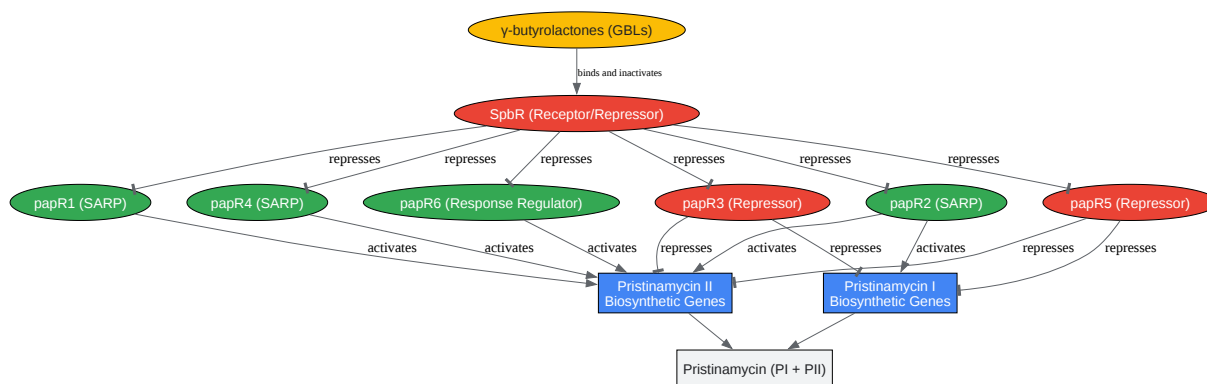 γ-butyrolactones (GBLs)
binds and inactivates
SpbR (Receptor/Repressor)
represses
represses
represses
represses
represses
represses
papR1 (SARP)
papR4 (SARP)
papR6 (Response Regulator)
papR3 (Repressor)
papR2 (SARP)
papR5 (Repressor)
activates
activates
activates
represses
activates
represses
activates
represses
represses
Pristinamycin II
Biosynthetic Genes
Pristinamycin I
Biosynthetic Genes
Pristinamycin (PI + PII)